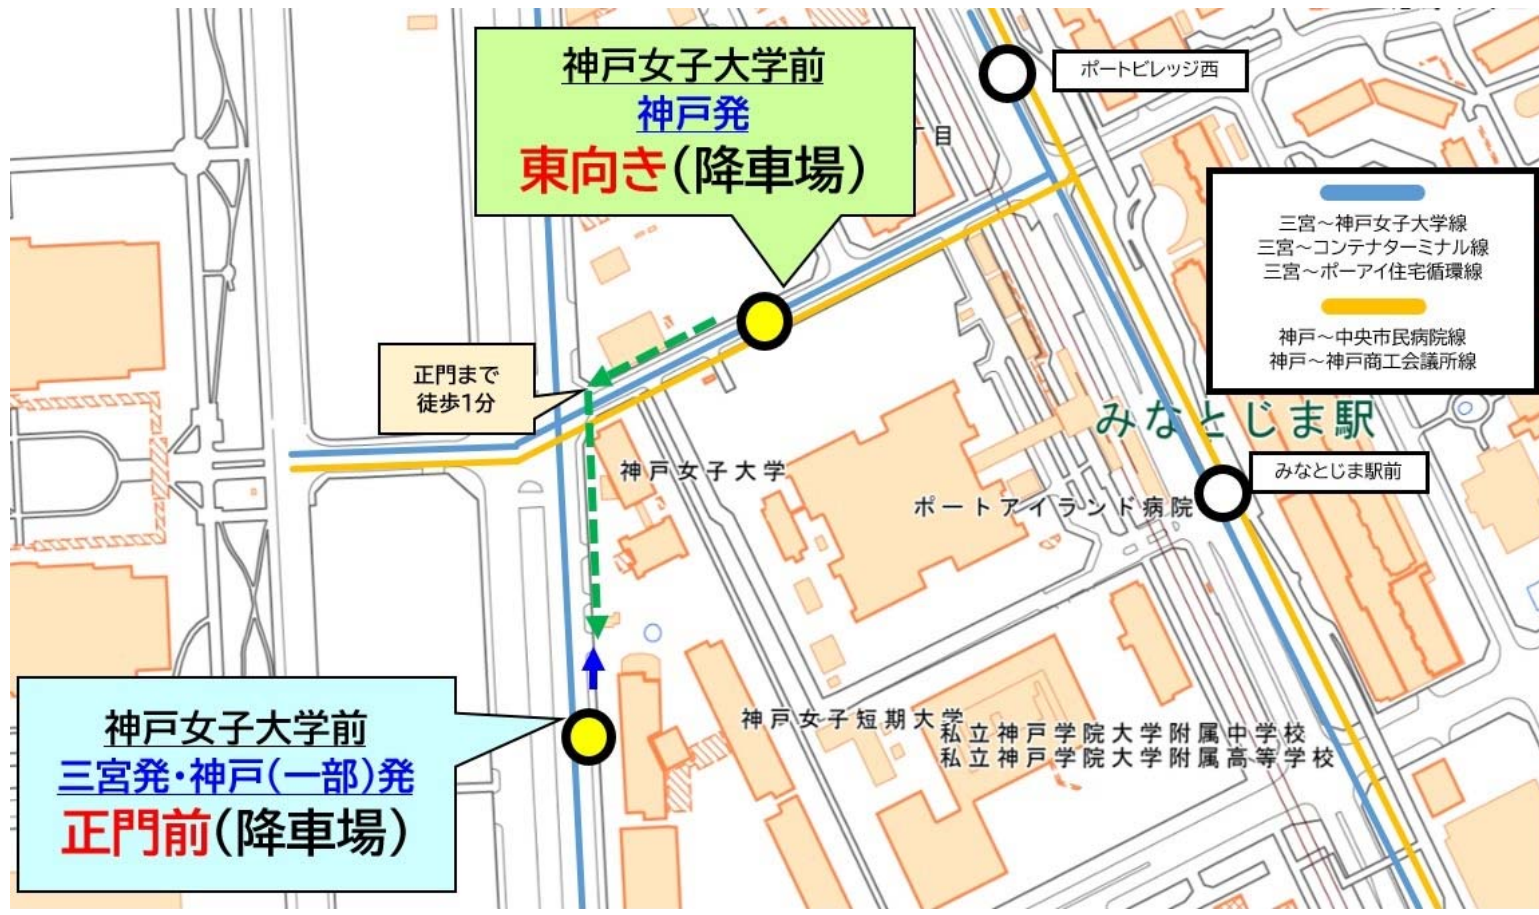 神戸女子大学前
神戸発
東向き(降車場)
ポートビレッジ西
丁目
三宮～神戸女子大学線
三宮～コンテナターミナル線
三宮～ポーアイ住宅循環線
神戸～中央市民病院線
神戸～神戸商工会議所線
正門まで
徒歩1分
みなとじま駅
みなとじま駅前
神戸女子大学
ポートアイランド病院
神戸女子大学前
三宮発・神戸(一部)発
正門前(降車場)
神戸女子短期大学
私立神戸学院大学附属中学校
私立神戸学院大学附属高等学校